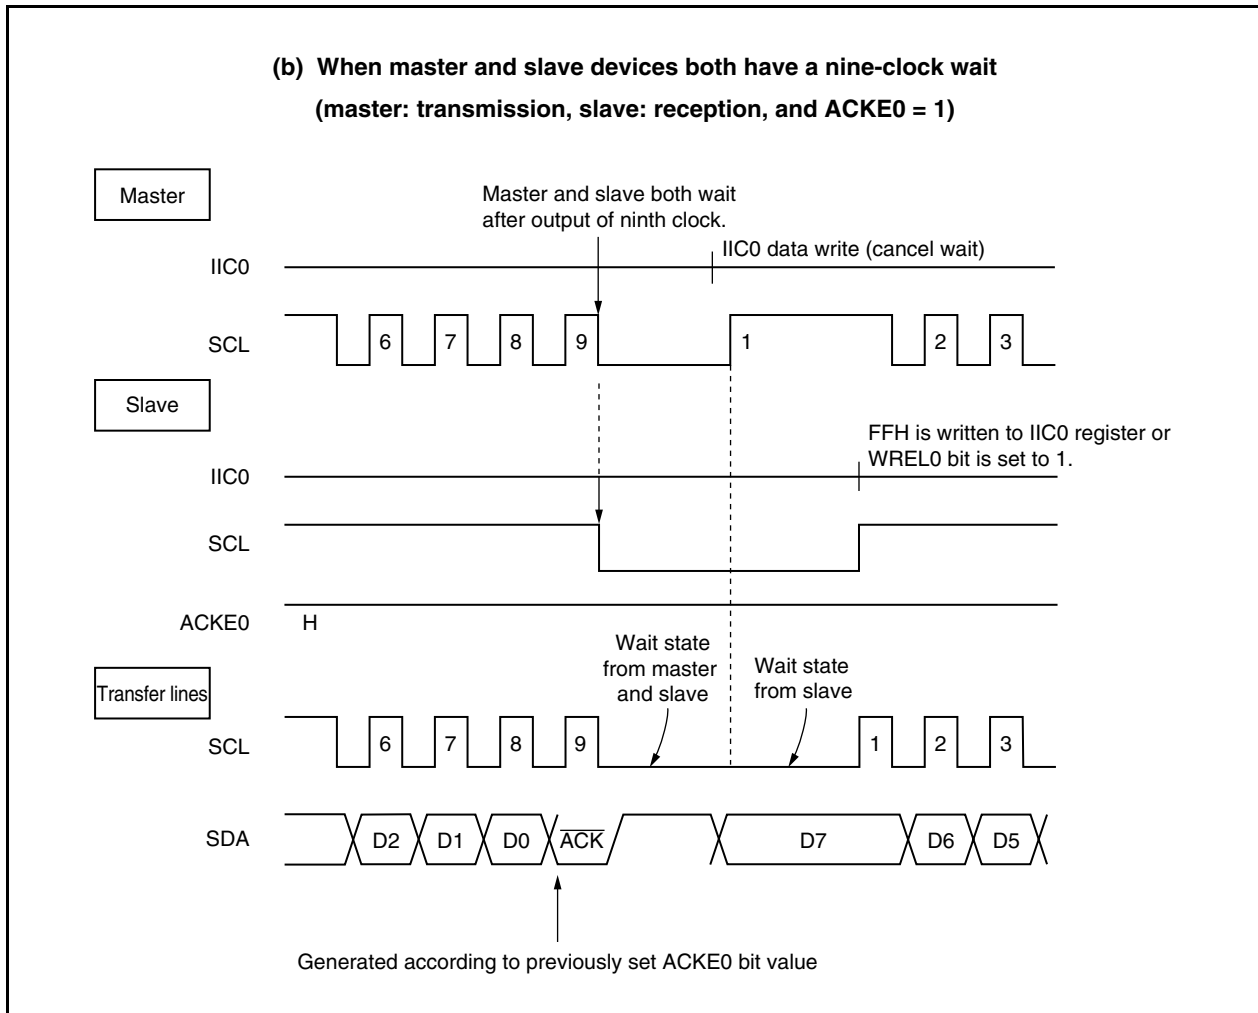 (b) When master and slave devices both have a nine-clock wait
(master: transmission, slave: reception, and ACKE0 = 1)
Master
Master and slave both wait
after output of ninth clock.
IIC0 data write (cancel wait)
IIC0
SCL
6 7 8 9 1 2 3
Slave
FFH is written to IIC0 register or
WREL0 bit is set to 1.
IIC0
SCL
ACKE0 H
Wait state
from master
and slave
Wait state
from slave
Transfer lines
SCL
6 7 8 9 1 2 3
SDA
D2 D1 D0 A̅C̅K̅ D7 D6 D5
Generated according to previously set ACKE0 bit value